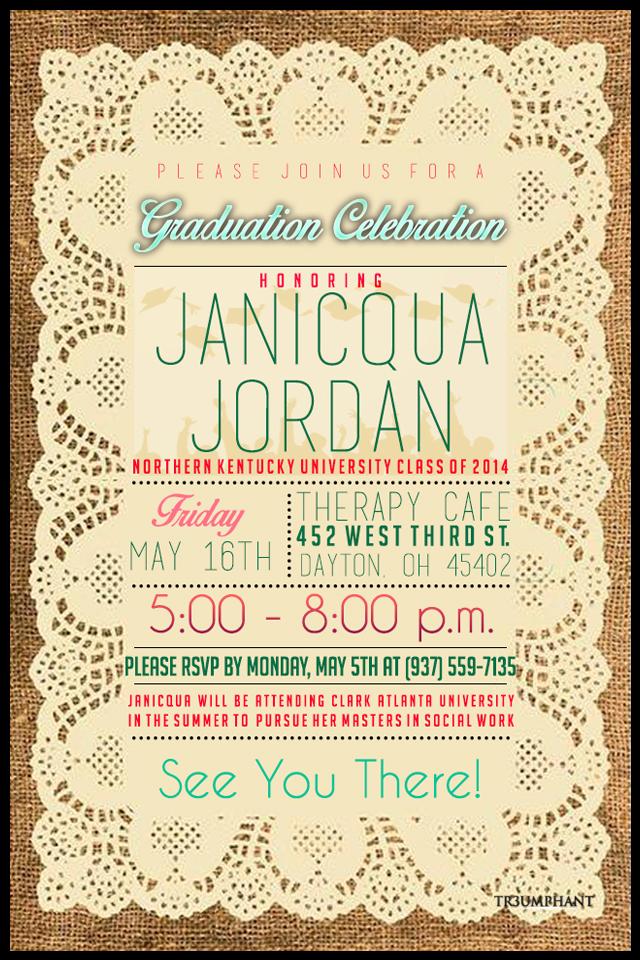 PLEASE JOIN US FOR A
Graduation Celebration
HONORING
JANICQUA
JORDAN
NORTHERN KENTUCKY UNIVERSITY CLASS OF 2014
Friday
MAY 16TH
THERAPY CAFE
452 WEST THIRD ST.
DAYTON, OH 45402
5:00 - 8:00 p.m.
PLEASE RSVP BY MONDAY, MAY 5TH AT (937) 559-7135
JANICQUA WILL BE ATTENDING CLARK ATLANTA UNIVERSITY
IN THE SUMMER TO PURSUE HER MASTERS IN SOCIAL WORK
See You There!
TR3UMPHANT